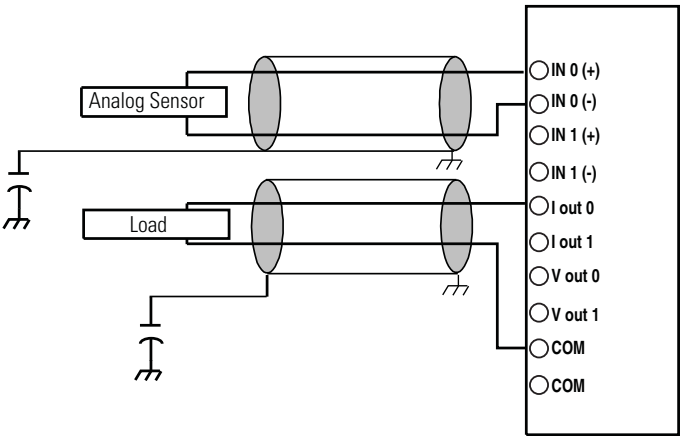 IN 0 (+)
Analog Sensor
IN 0 (-)
IN 1 (+)
IN 1 (-)
I out 0
Load
I out 1
V out 0
V out 1
COM
COM